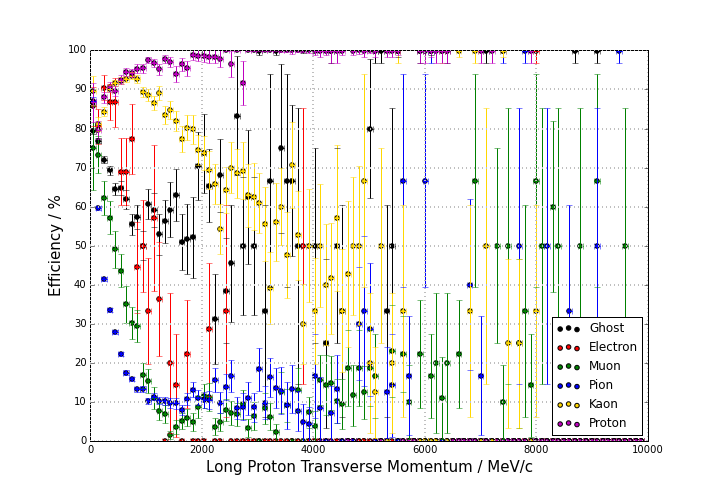 100
90
80
70
60
50
40
30
20
10
0
Efficiency / %
Ghost
Electron
Muon
Pion
Kaon
Proton
0 2000 4000 6000 8000 10000
Long Proton Transverse Momentum / MeV/c